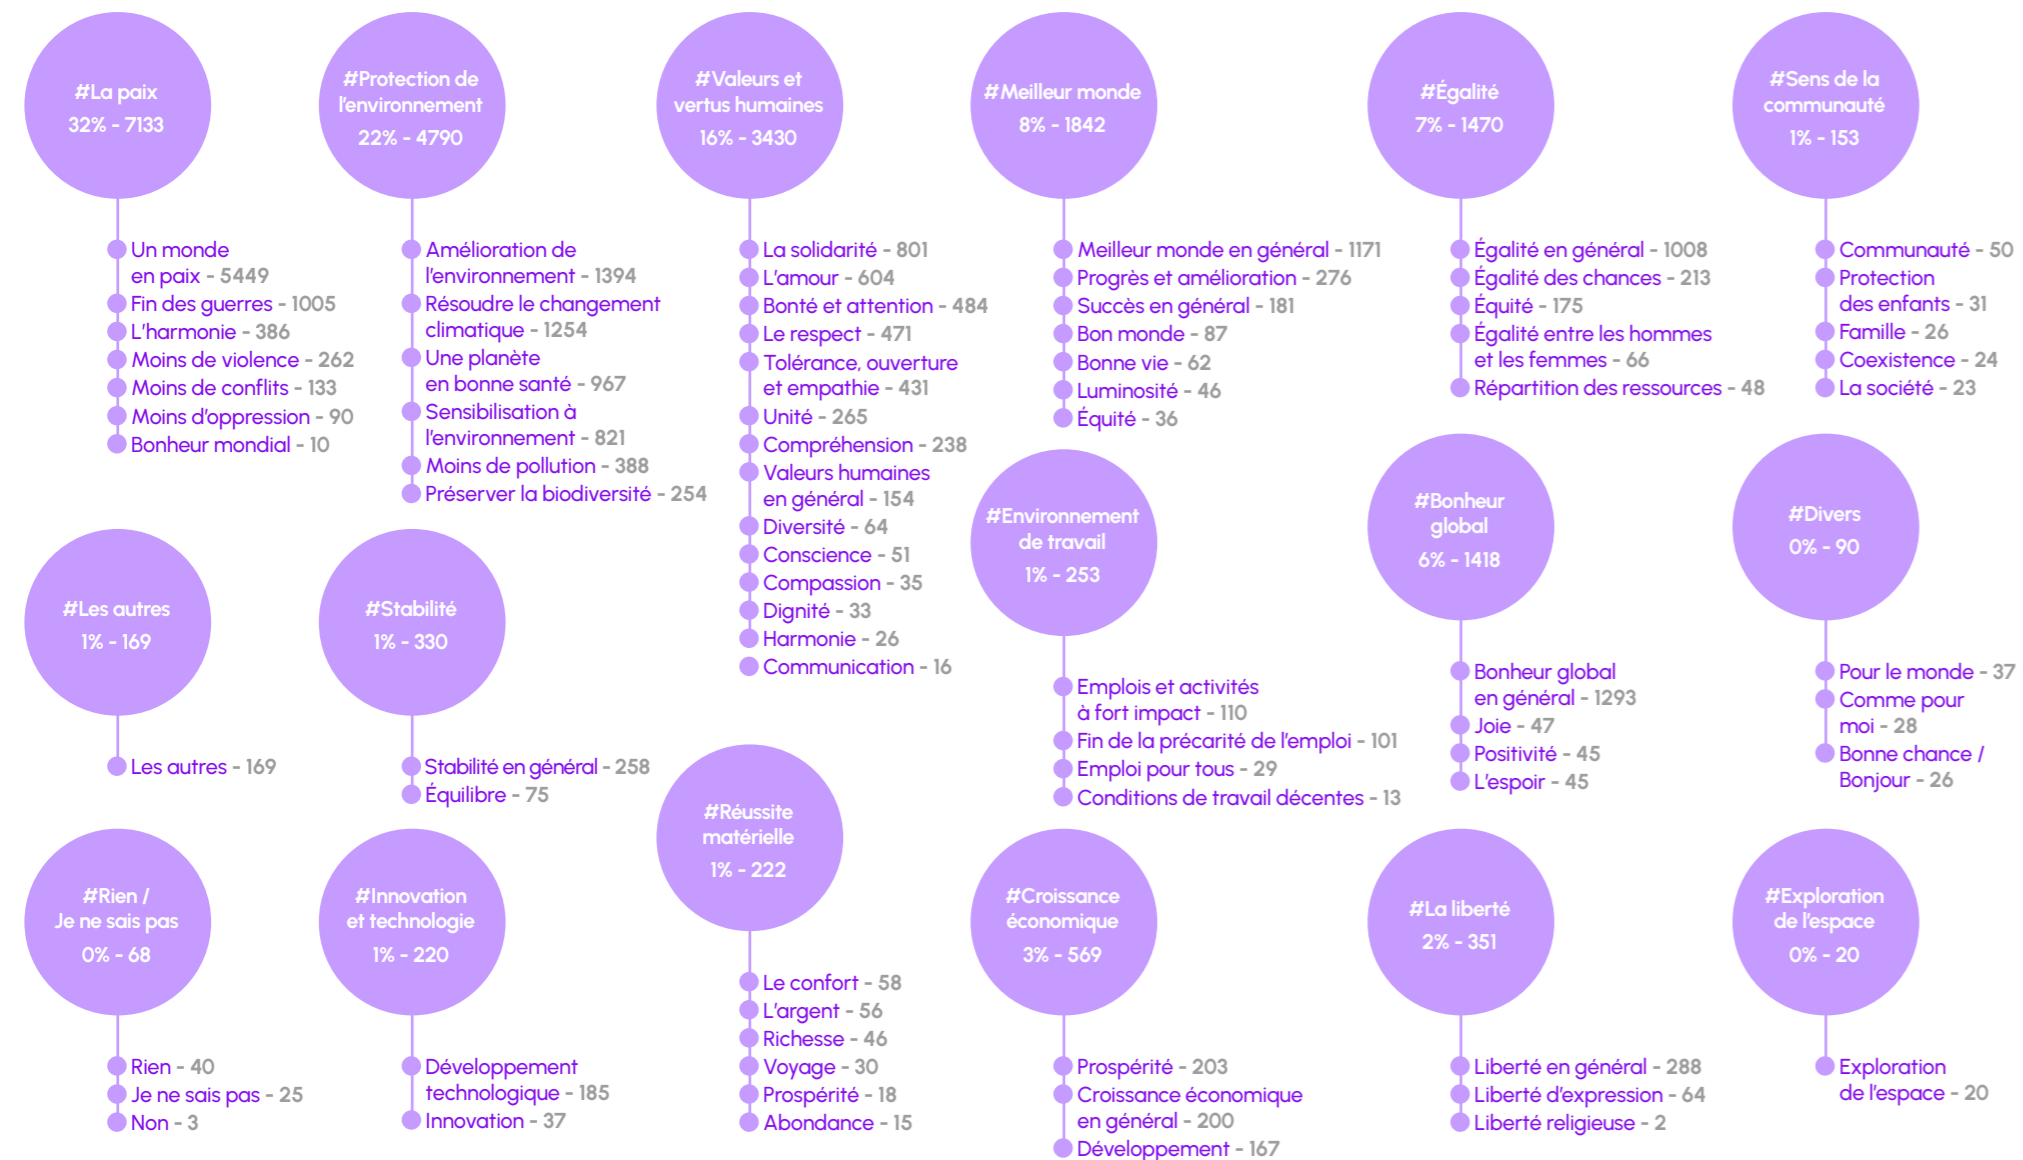 #La paix
32% - 7133
Un monde
en paix - 5449
Fin des guerres - 1005
L'harmonie - 386
Moins de violence - 262
Moins de conflits - 133
Moins d'oppression - 90
Bonheur mondial - 10
#Protection de
l'environnement
22% - 4790
Amélioration de
l'environnement - 1394
Résoudre le changement
climatique - 1254
Une planète
en bonne santé - 967
Sensibilisation à
l'environnement - 821
Moins de pollution - 388
Préserver la biodiversité - 254
#Valeurs et
vertus humaines
16% - 3430
La solidarité - 801
L'amour - 604
Bonté et attention - 484
Le respect - 471
Tolérance, ouverture
et empathie - 431
Unité - 265
Compréhension - 238
Valeurs humaines
en général - 154
Diversité - 64
Conscience - 51
Compassion - 35
Dignité - 33
Harmonie - 26
Communication - 16
#Meilleur monde
8% - 1842
Meilleur monde en général - 1171
Progrès et amélioration - 276
Succès en général - 181
Bon monde - 87
Bonne vie - 62
Luminosité - 46
Équité - 36
#Égalité
7% - 1470
Égalité en général - 1008
Égalité des chances - 213
Équité - 175
Égalité entre les hommes
et les femmes - 66
Répartition des ressources - 48
#Sens de la
communauté
1% - 153
Communauté - 50
Protection
des enfants - 31
Famille - 26
Coexistence - 24
La société - 23
#Les autres
1% - 169
Les autres - 169
#Stabilité
1% - 330
Stabilité en général - 258
Équilibre - 75
#Environnement
de travail
1% - 253
Emplois et activités
à fort impact - 110
Fin de la précarité de l'emploi - 101
Emploi pour tous - 29
Conditions de travail décentes - 13
#Bonheur
global
6% - 1418
Bonheur global
en général - 1293
Joie - 47
Positivité - 45
L'espoir - 45
#Divers
0% - 90
Pour le monde - 37
Comme pour
moi - 28
Bonne chance /
Bonjour - 26
#Rien /
Je ne sais pas
0% - 68
Rien - 40
Je ne sais pas - 25
Non - 3
#Innovation
et technologie
1% - 220
Développement
technologique - 185
Innovation - 37
#Réussite
matérielle
1% - 222
Le confort - 58
L'argent - 56
Richesse - 46
Voyage - 30
Prospérité - 18
Abondance - 15
#Croissance
économique
3% - 569
Prospérité - 203
Croissance économique
en général - 200
Développement - 167
#La liberté
2% - 351
Liberté en général - 288
Liberté d'expression - 64
Liberté religieuse - 2
#Exploration
de l'espace
0% - 20
Exploration
de l'espace - 20